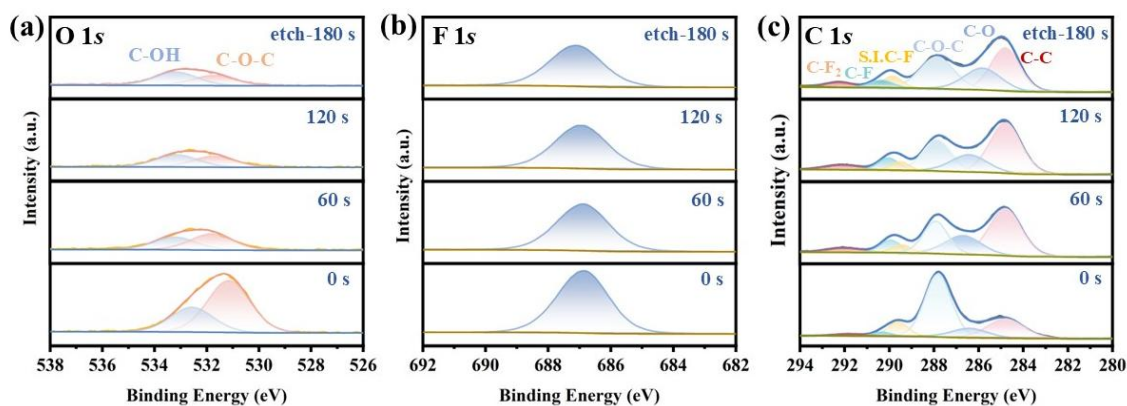 (a) O 1s etch-180 s
C-OH
C-O-C
120 s
60 s
0 s
Intensity (a.u.)
538 536 534 532 530 528 526
Binding Energy (eV)
(b) F 1s etch-180 s
120 s
60 s
0 s
Intensity (a.u.)
692 690 688 686 684 682
Binding Energy (eV)
(c) C 1s etch-180 s
C-O
C-O-C
S.I.C-F
C-C
C-F₂
C-F
120 s
60 s
0 s
Intensity (a.u.)
294 292 290 288 286 284 282 280
Binding Energy (eV)